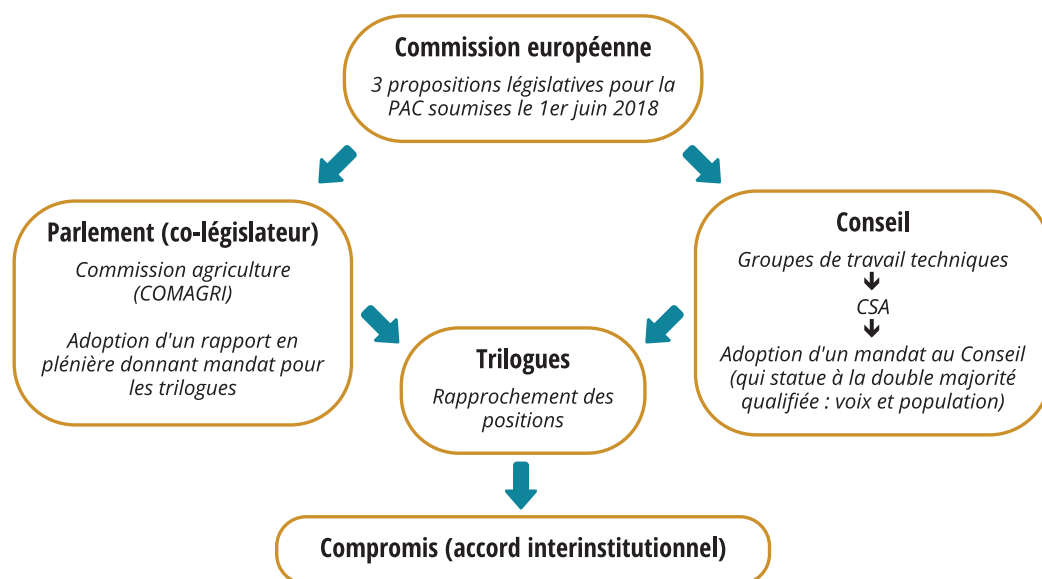 Commission européenne
3 propositions législatives pour la
PAC soumises le 1er juin 2018
Parlement (co-législateur)
Commission agriculture
(COMAGRI)
Adoption d'un rapport en
plénière donnant mandat pour
les trilogues
Conseil
Groupes de travail techniques
CSA
Adoption d'un mandat au Conseil
(qui statue à la double majorité
qualifiée : voix et population)
Trilogues
Rapprochement des
positions
Compromis (accord interinstitutionnel)